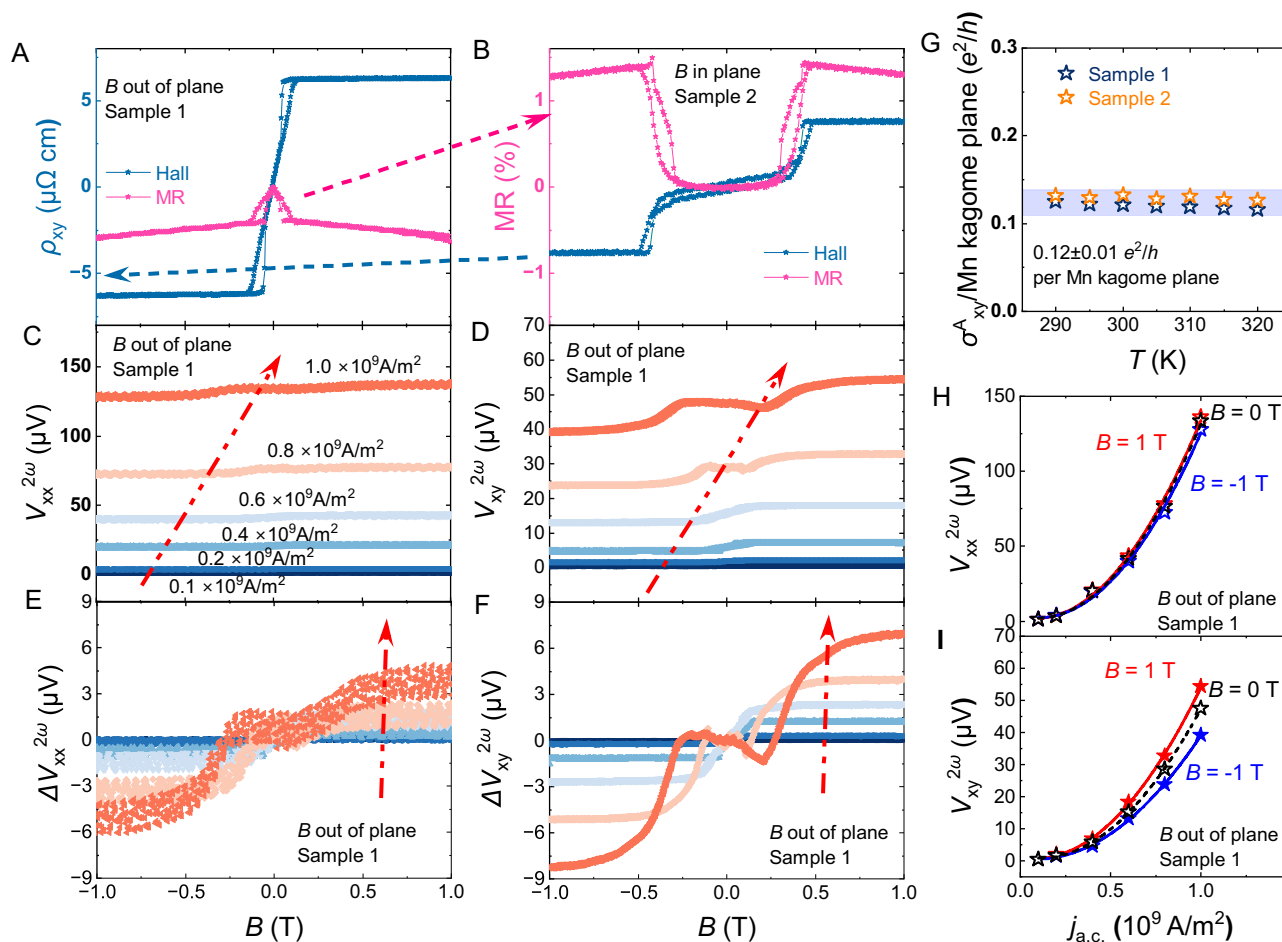 A
B out of plane
Sample 1
Hall
MR
ρxy (μΩ cm)
5
0
−5
B
B in plane
Sample 2
Hall
MR
MR (%)
1
0
−1
C
B out of plane
Sample 1
1.0 ×10⁹A/m²
0.8 ×10⁹A/m²
0.6 ×10⁹A/m²
0.4 ×10⁹A/m²
0.2 ×10⁹A/m²
0.1 ×10⁹A/m²
Vxx²ω (μV)
150
100
50
0
D
B out of plane
Sample 1
Vxy²ω (μV)
70
60
50
40
30
20
10
0
E
B out of plane
Sample 1
ΔVxx²ω (μV)
9
6
3
0
−3
−6
−9
−1.0 −0.5 0.0 0.5 1.0
B (T)
F
B out of plane
Sample 1
ΔVxy²ω (μV)
9
6
3
0
−3
−6
−9
−1.0 −0.5 0.0 0.5 1.0
B (T)
G
Sample 1
Sample 2
0.12±0.01 e²/h
per Mn kagome plane
σᴬxy/Mn kagome plane (e²/h)
0.3
0.2
0.1
0.0
290 300 310 320
T (K)
H
B = 0 T
B = 1 T
B = -1 T
B out of plane
Sample 1
Vxx²ω (μV)
150
100
50
0
I
B = 1 T
B = 0 T
B = -1 T
B out of plane
Sample 1
Vxy²ω (μV)
60
50
40
30
20
10
0
0.0 0.5 1.0
ja.c. (10⁹ A/m²)